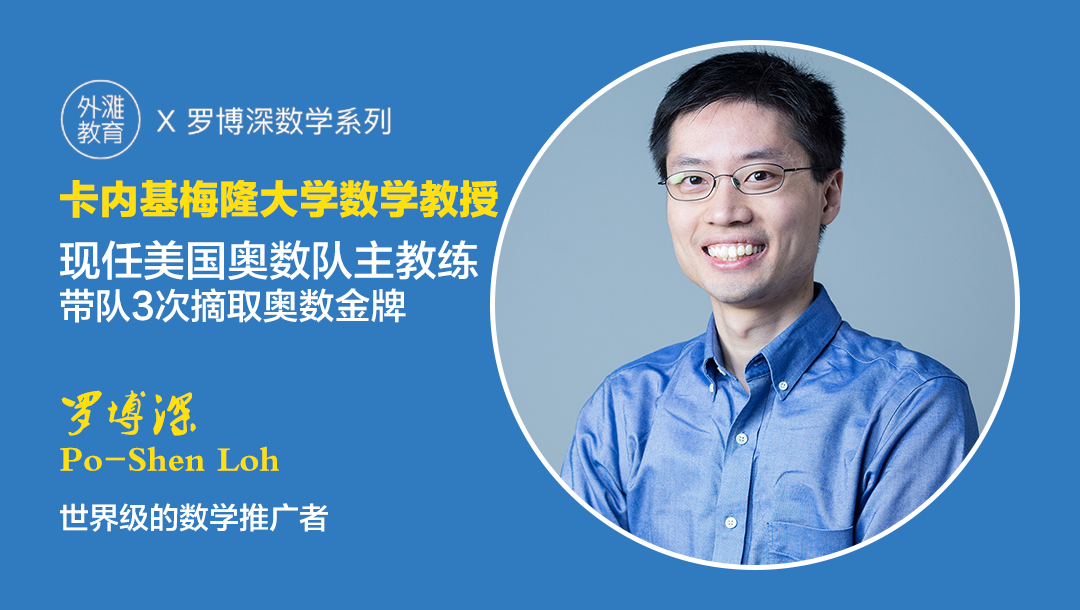 外滩
教育
X 罗博深数学系列
卡内基梅隆大学数学教授
现任美国奥数队主教练
带队3次摘取奥数金牌
罗博深
Po-Shen Loh
世界级的数学推广者